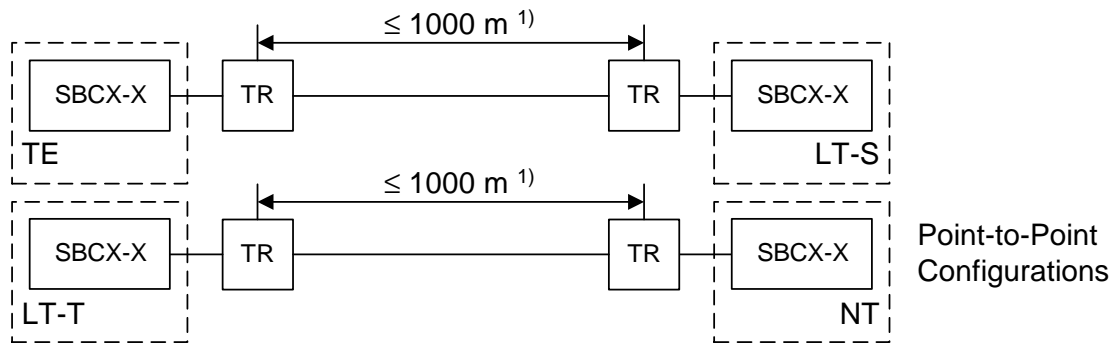 ≤ 1000 m 1)
SBCX-X TR TR SBCX-X
TE LT-S
≤ 1000 m 1)
SBCX-X TR TR SBCX-X
LT-T NT
Point-to-Point
Configurations